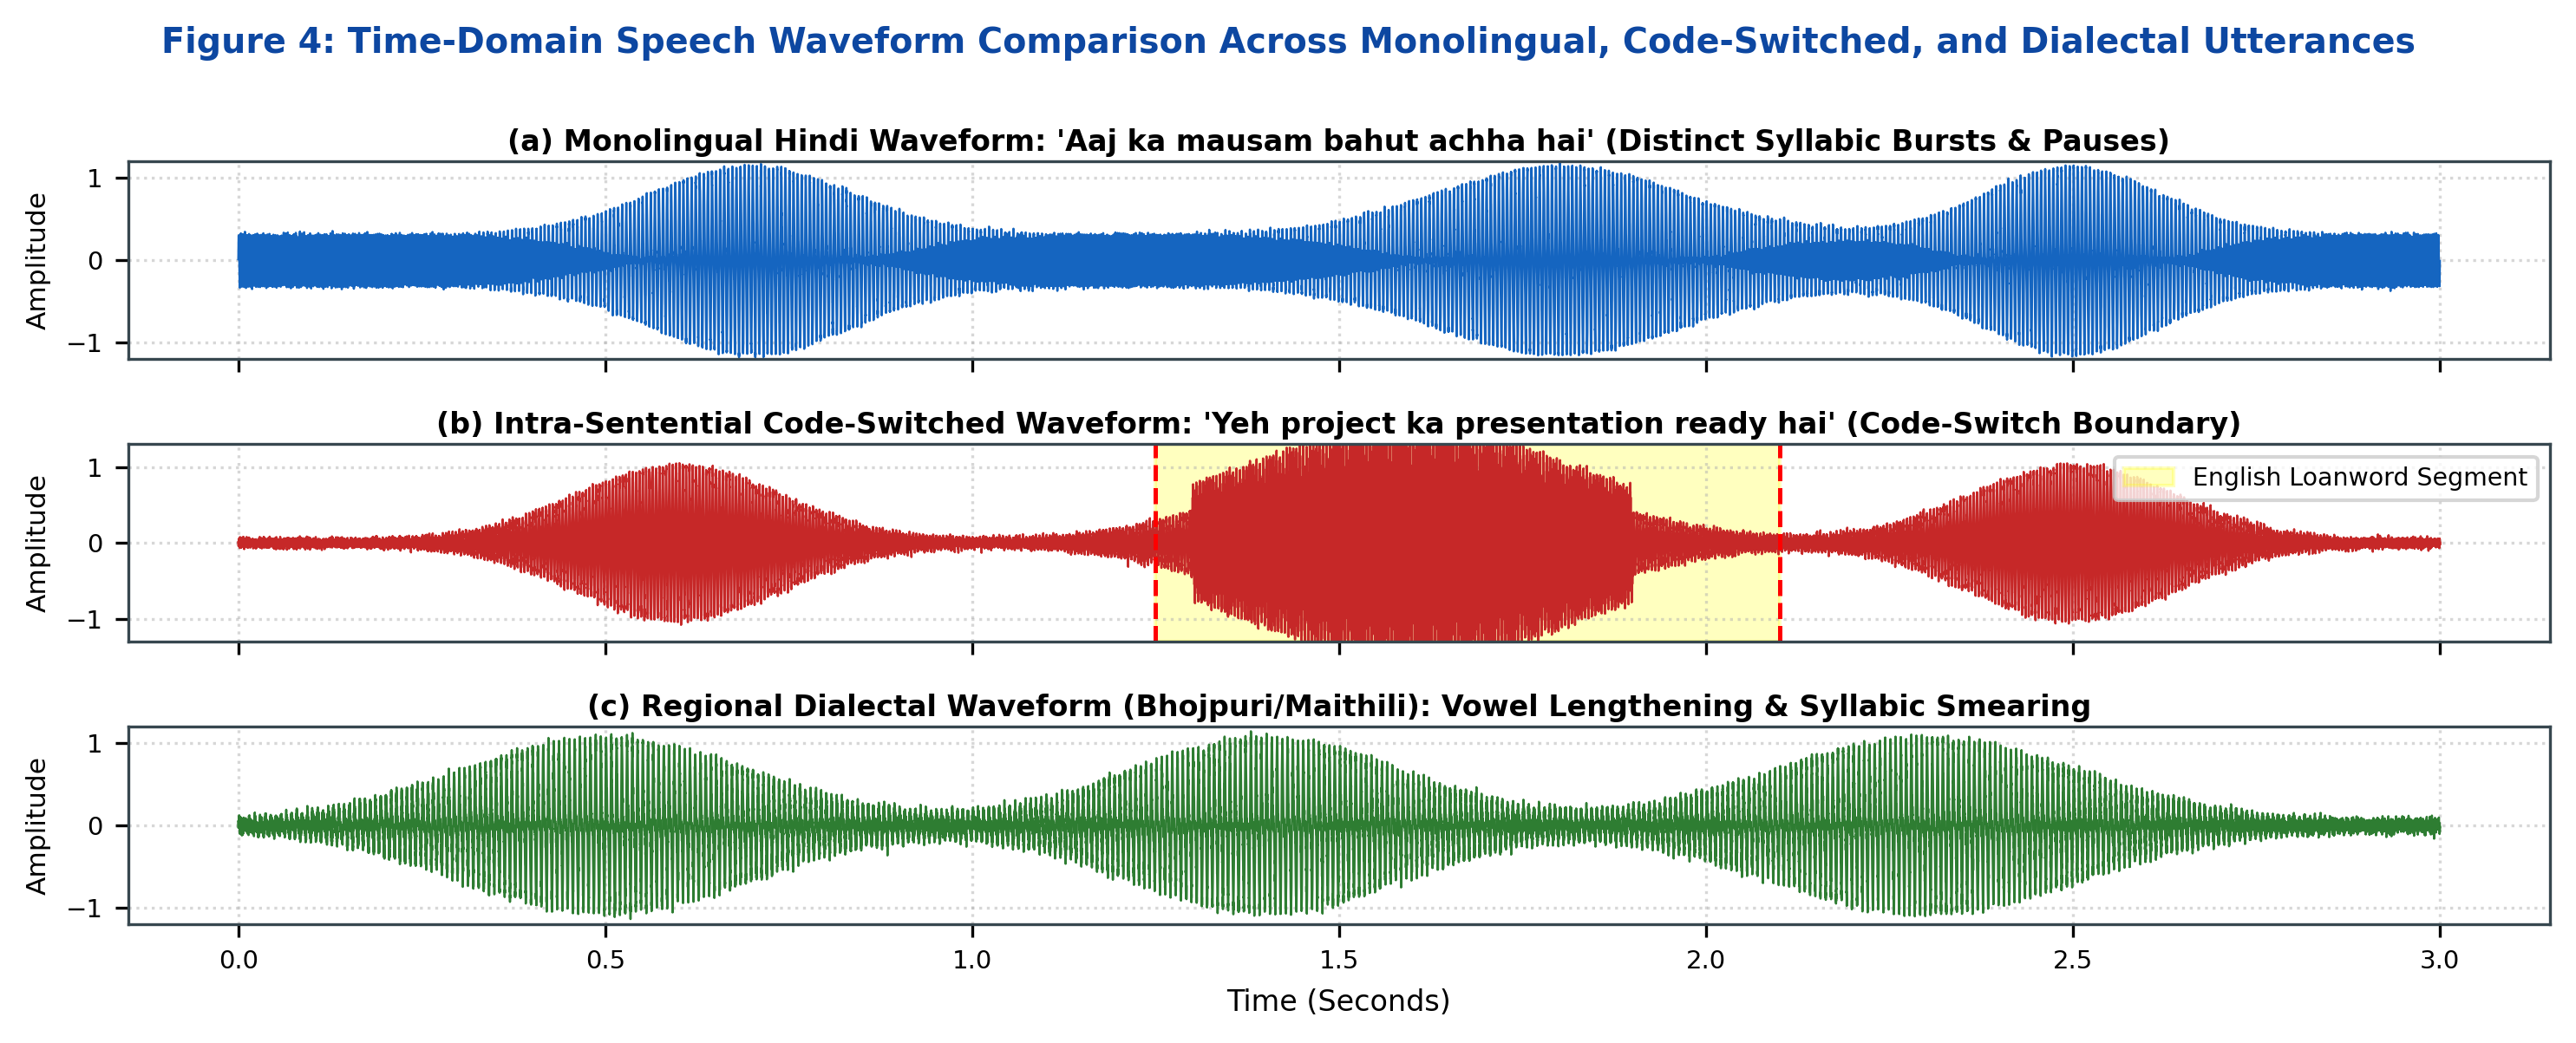 Figure 4: Time-Domain Speech Waveform Comparison Across Monolingual, Code-Switched, and Dialectal Utterances
(a) Monolingual Hindi Waveform: 'Aaj ka mausam bahut achha hai' (Distinct Syllabic Bursts & Pauses)
Amplitude
1
0
−1
(b) Intra-Sentential Code-Switched Waveform: 'Yeh project ka presentation ready hai' (Code-Switch Boundary)
Amplitude
1
0
−1
English Loanword Segment
(c) Regional Dialectal Waveform (Bhojpuri/Maithili): Vowel Lengthening & Syllabic Smearing
Amplitude
1
0
−1
0.0 0.5 1.0 1.5 2.0 2.5 3.0
Time (Seconds)